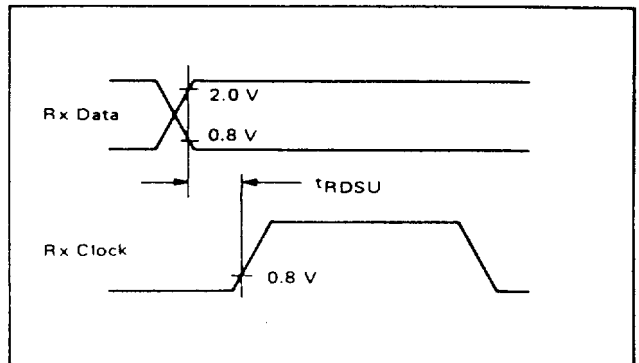 2.0 V
Rx Data
0.8 V
tRDSU
Rx Clock
0.8 V